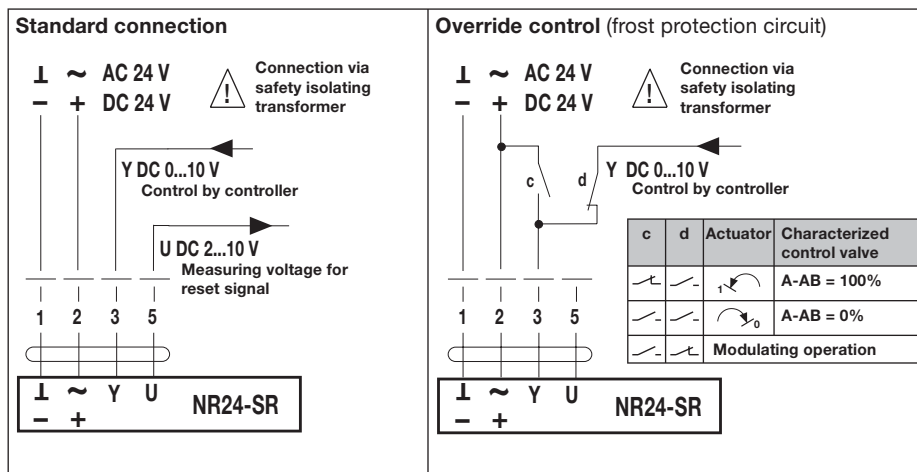 Standard connection
⊥ ~ AC 24 V
− + DC 24 V
! Connection via
safety isolating
transformer
Y DC 0...10 V
Control by controller
U DC 2...10 V
Measuring voltage for
reset signal
1 2 3 5
⊥ ~ Y U
− +
NR24-SR
Override control (frost protection circuit)
⊥ ~ AC 24 V
− + DC 24 V
! Connection via
safety isolating
transformer
c d Y DC 0...10 V
Control by controller
c d Actuator Characterized
control valve
1 A-AB = 100%
0 A-AB = 0%
Modulating operation
1 2 3 5
⊥ ~ Y U
− +
NR24-SR